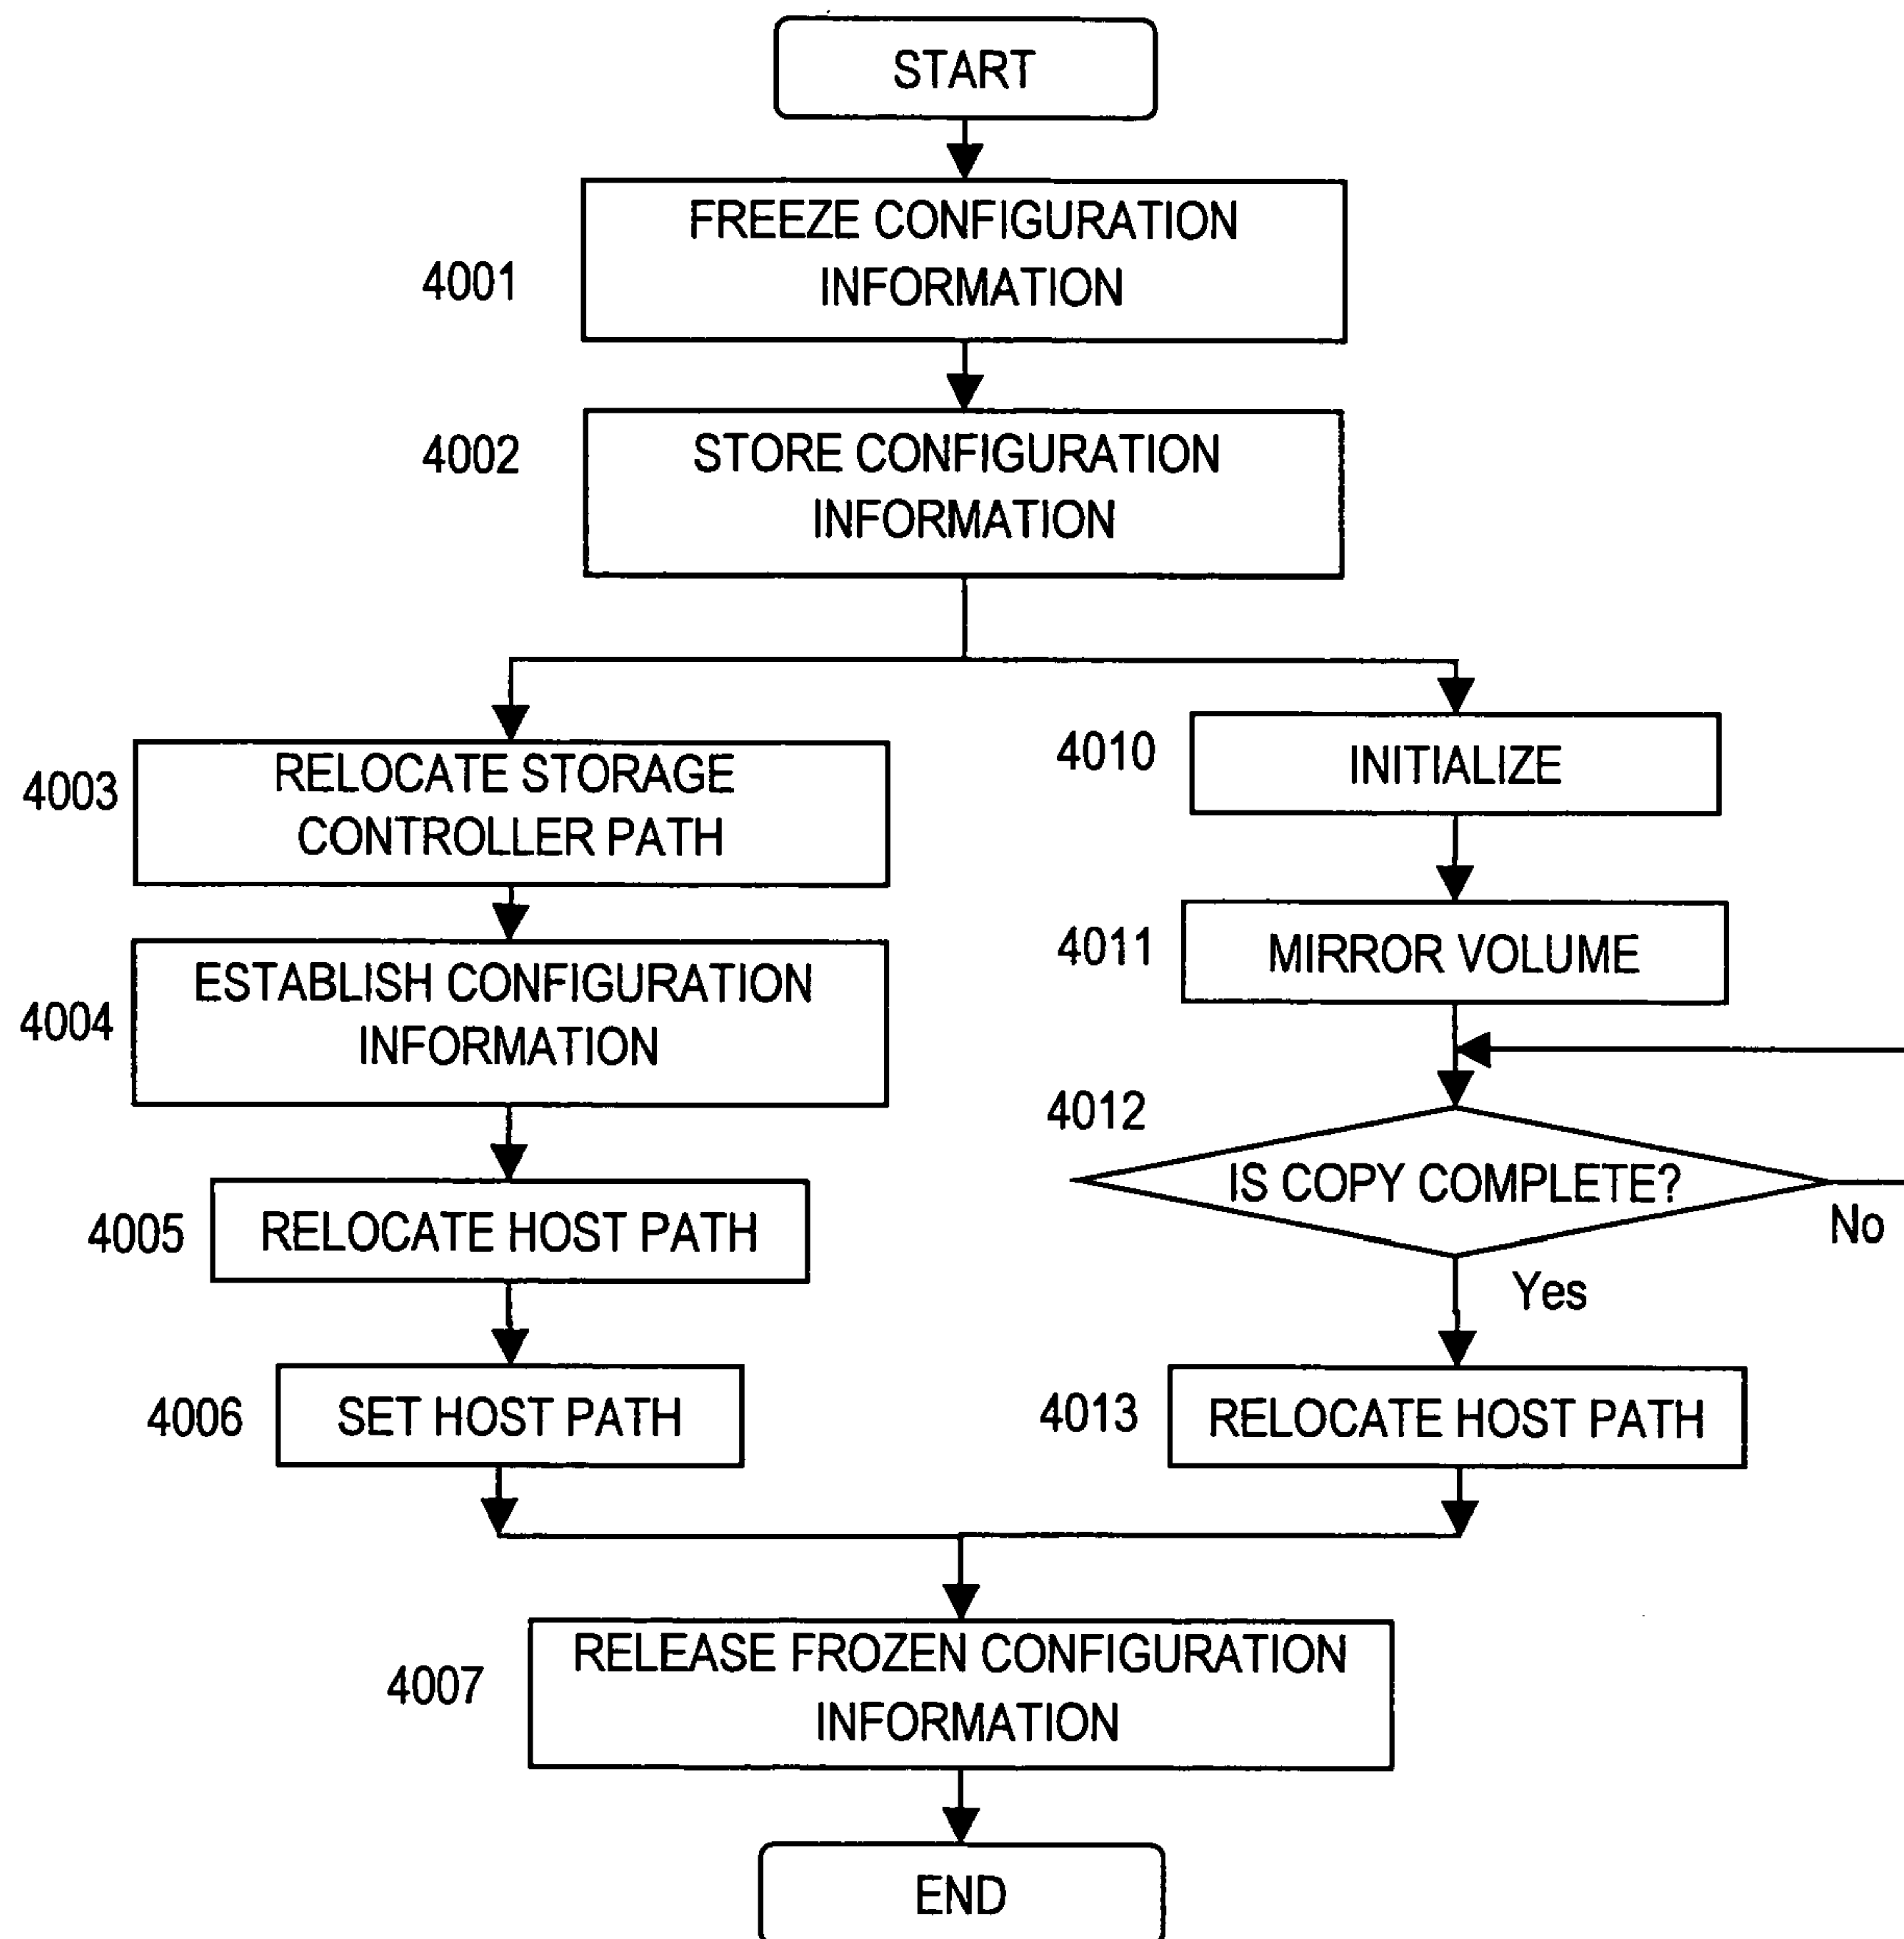 START
4001
FREEZE CONFIGURATION
INFORMATION
4002
STORE CONFIGURATION
INFORMATION
4003
RELOCATE STORAGE
CONTROLLER PATH
4004
ESTABLISH CONFIGURATION
INFORMATION
4005
RELOCATE HOST PATH
4006
SET HOST PATH
4010
INITIALIZE
4011
MIRROR VOLUME
4012
IS COPY COMPLETE?
No
Yes
4013
RELOCATE HOST PATH
4007
RELEASE FROZEN CONFIGURATION
INFORMATION
END